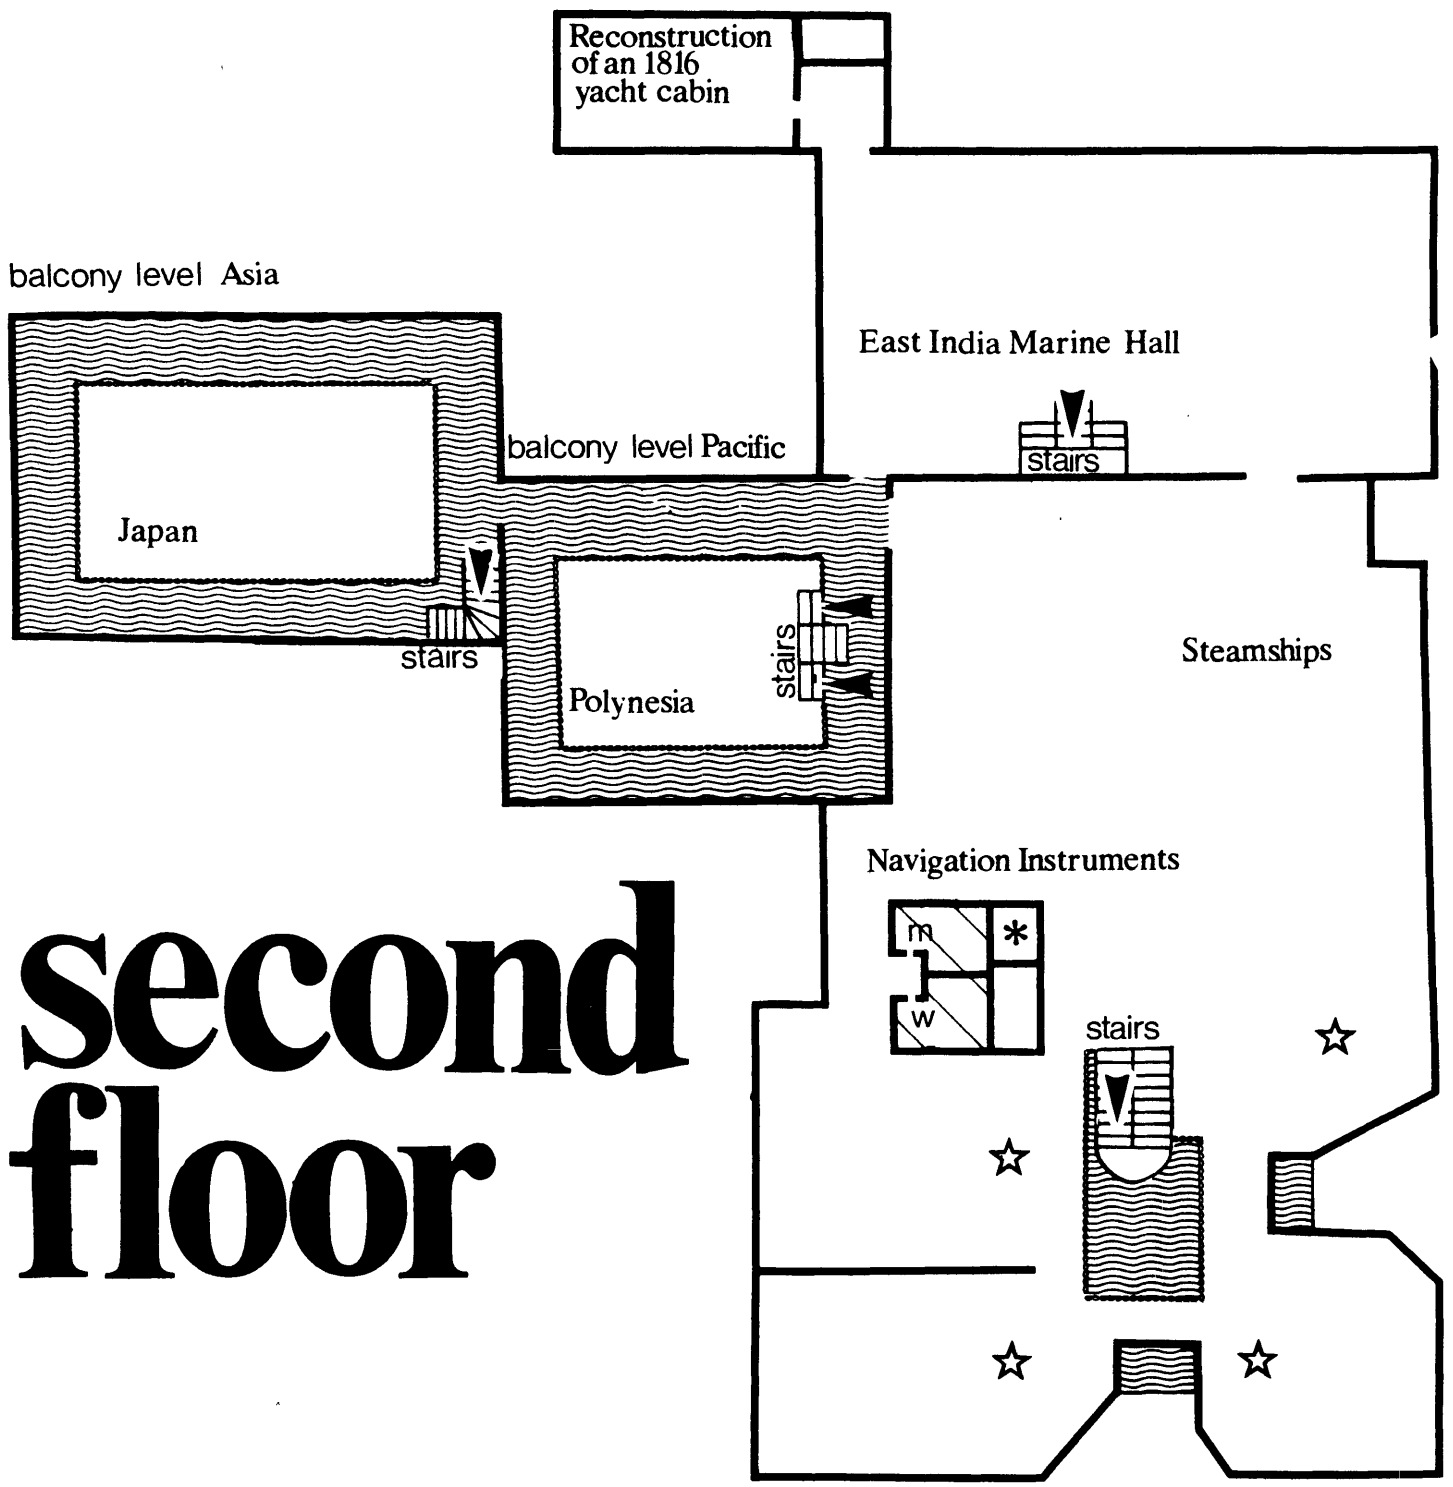 Reconstruction
of an 1816
yacht cabin
balcony level Asia
East India Marine Hall
balcony level Pacific
stairs
Japan
stairs
stairs
Steamships
Polynesia
Navigation Instruments
m
*
w
stairs
second
floor